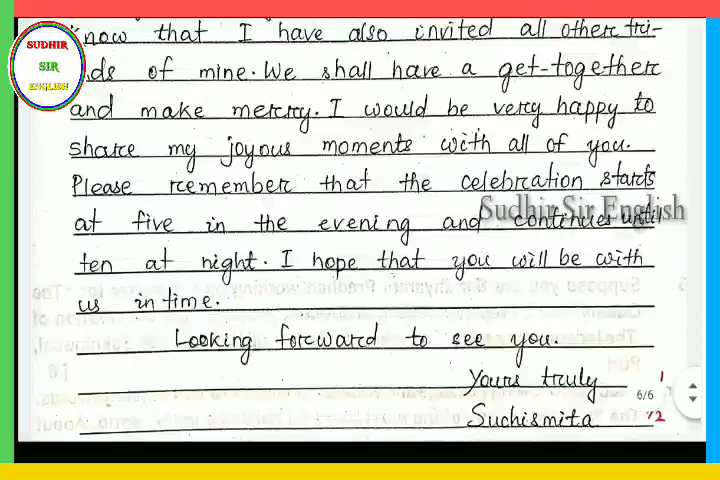 know that I have also invited all other fri-
nds of mine. We shall have a get-together
and make merry. I would be very happy to
share my joyous moments with all of you.
Please remember that the celebration starts
at five in the evening and continues until
ten at night. I hope that you will be with
us in time.
Looking forward to see you.
Yours truly
Suchismita
SUDHIR
SIR
ENGLISH
Sudhir Sir English
1
6/6
12